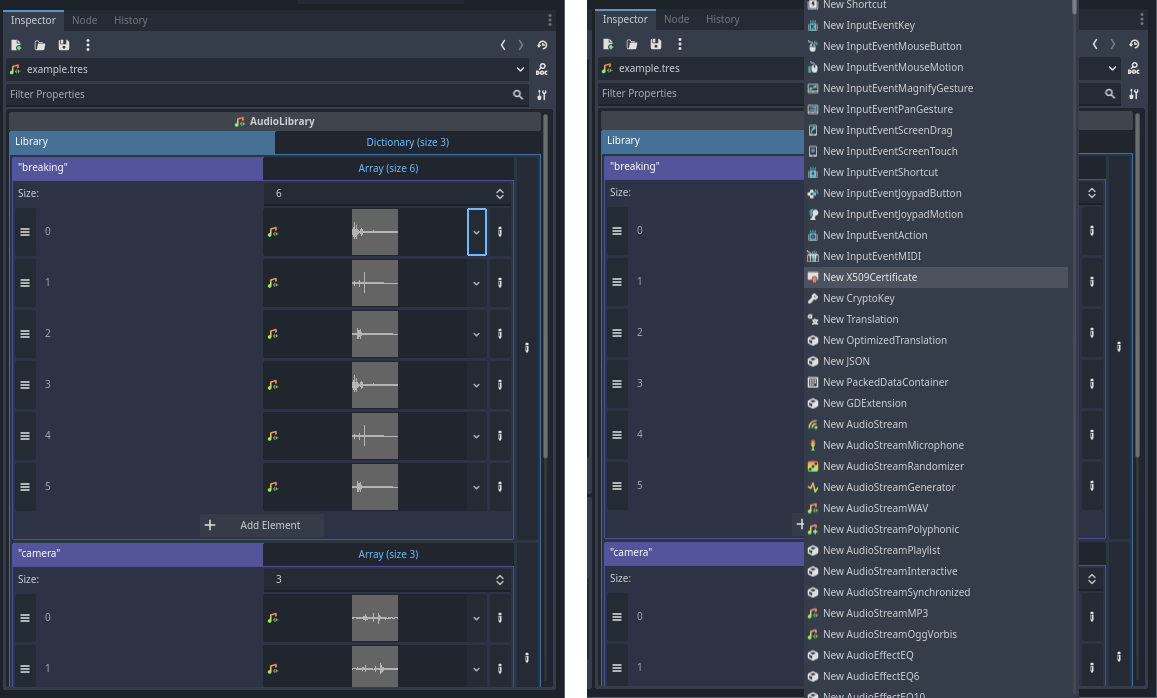 Inspector Node History
example.tres
DOC
Filter Properties
AudioLibrary
Library Dictionary (size 3)
"breaking" Array (size 6)
Size: 6
0
1
2
3
4
5
Add Element
"camera" Array (size 3)
Size: 3
0
1
Inspector Node History
example.tres
DOC
Filter Properties
Library
"breaking"
Size:
0
1
2
3
4
5
"camera"
Size:
0
1
New Shortcut
New InputEventKey
New InputEventMouseButton
New InputEventMouseMotion
New InputEventMagnifyGesture
New InputEventPanGesture
New InputEventScreenDrag
New InputEventScreenTouch
New InputEventShortcut
New InputEventJoypadButton
New InputEventJoypadMotion
New InputEventAction
New InputEventMIDI
New X509Certificate
New CryptoKey
New Translation
New OptimizedTranslation
New JSON
New PackedDataContainer
New GDExtension
New AudioStream
New AudioStreamMicrophone
New AudioStreamRandomizer
New AudioStreamGenerator
New AudioStreamWAV
New AudioStreamPolyphonic
New AudioStreamPlaylist
New AudioStreamInteractive
New AudioStreamSynchronized
New AudioStreamMP3
New AudioStreamOggVorbis
New AudioEffectEQ
New AudioEffectEQ6
New AudioEffectEQ10